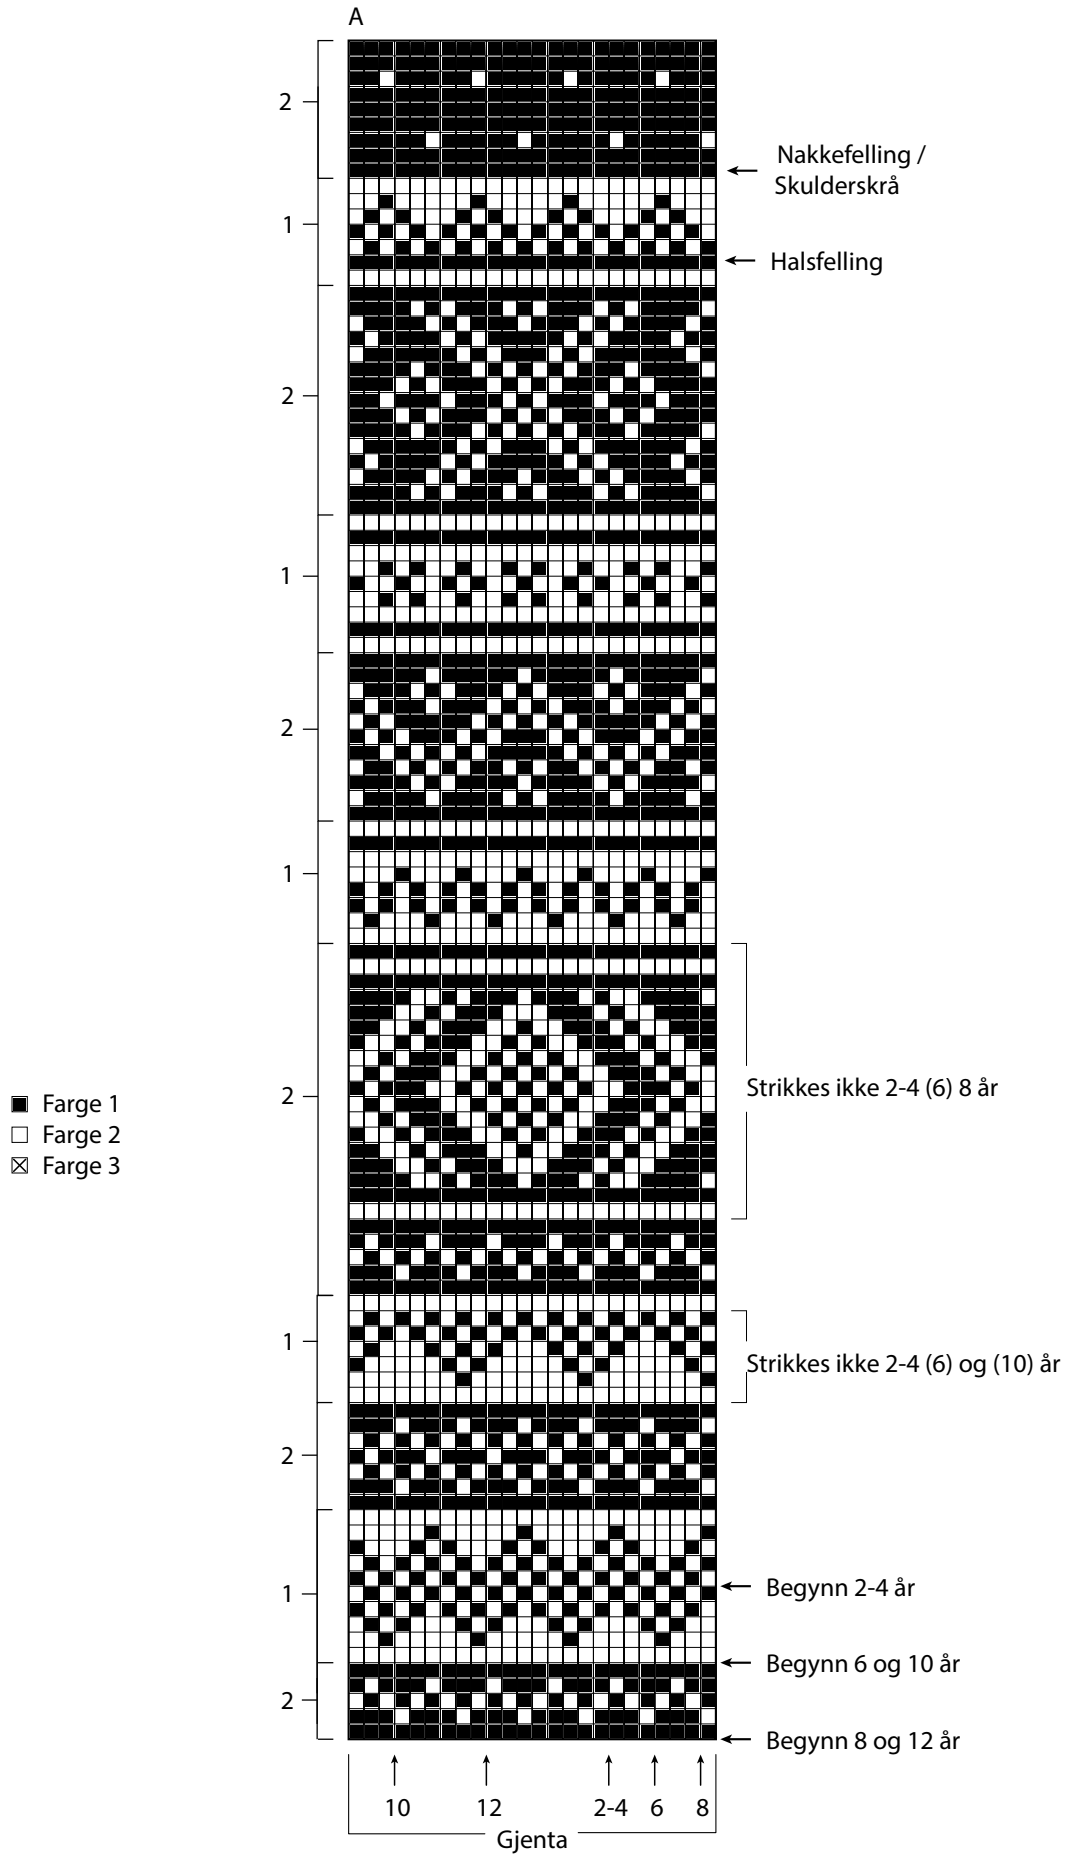 A
2
Nakkefelling /
Skulderskrå
1
Halsfelling
2
1
2
1
Strikkes ikke 2-4 (6) 8 år
2
Farge 1
Farge 2
Farge 3
1
Strikkes ikke 2-4 (6) og (10) år
2
Begynn 2-4 år
1
Begynn 6 og 10 år
2
Begynn 8 og 12 år
10 12 2-4 6 8
Gjenta